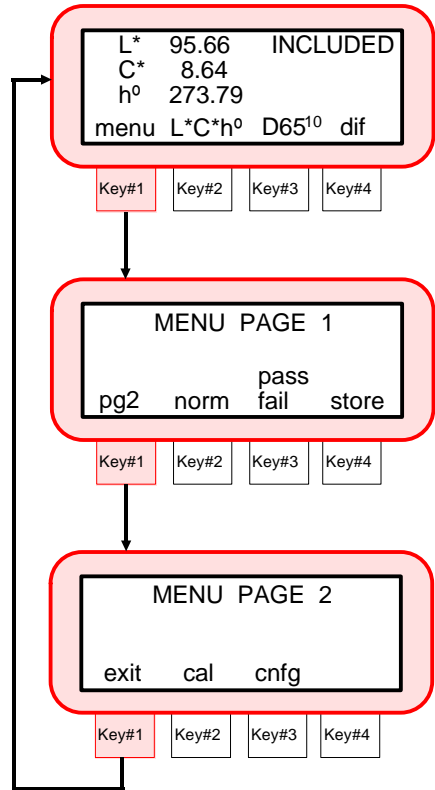 L* 95.66 INCLUDED
C* 8.64
hº 273.79
menu L*C*hº D65¹⁰ dif
Key#1 Key#2 Key#3 Key#4
MENU PAGE 1
pass
pg2 norm fail store
Key#1 Key#2 Key#3 Key#4
MENU PAGE 2
exit cal cnfg
Key#1 Key#2 Key#3 Key#4